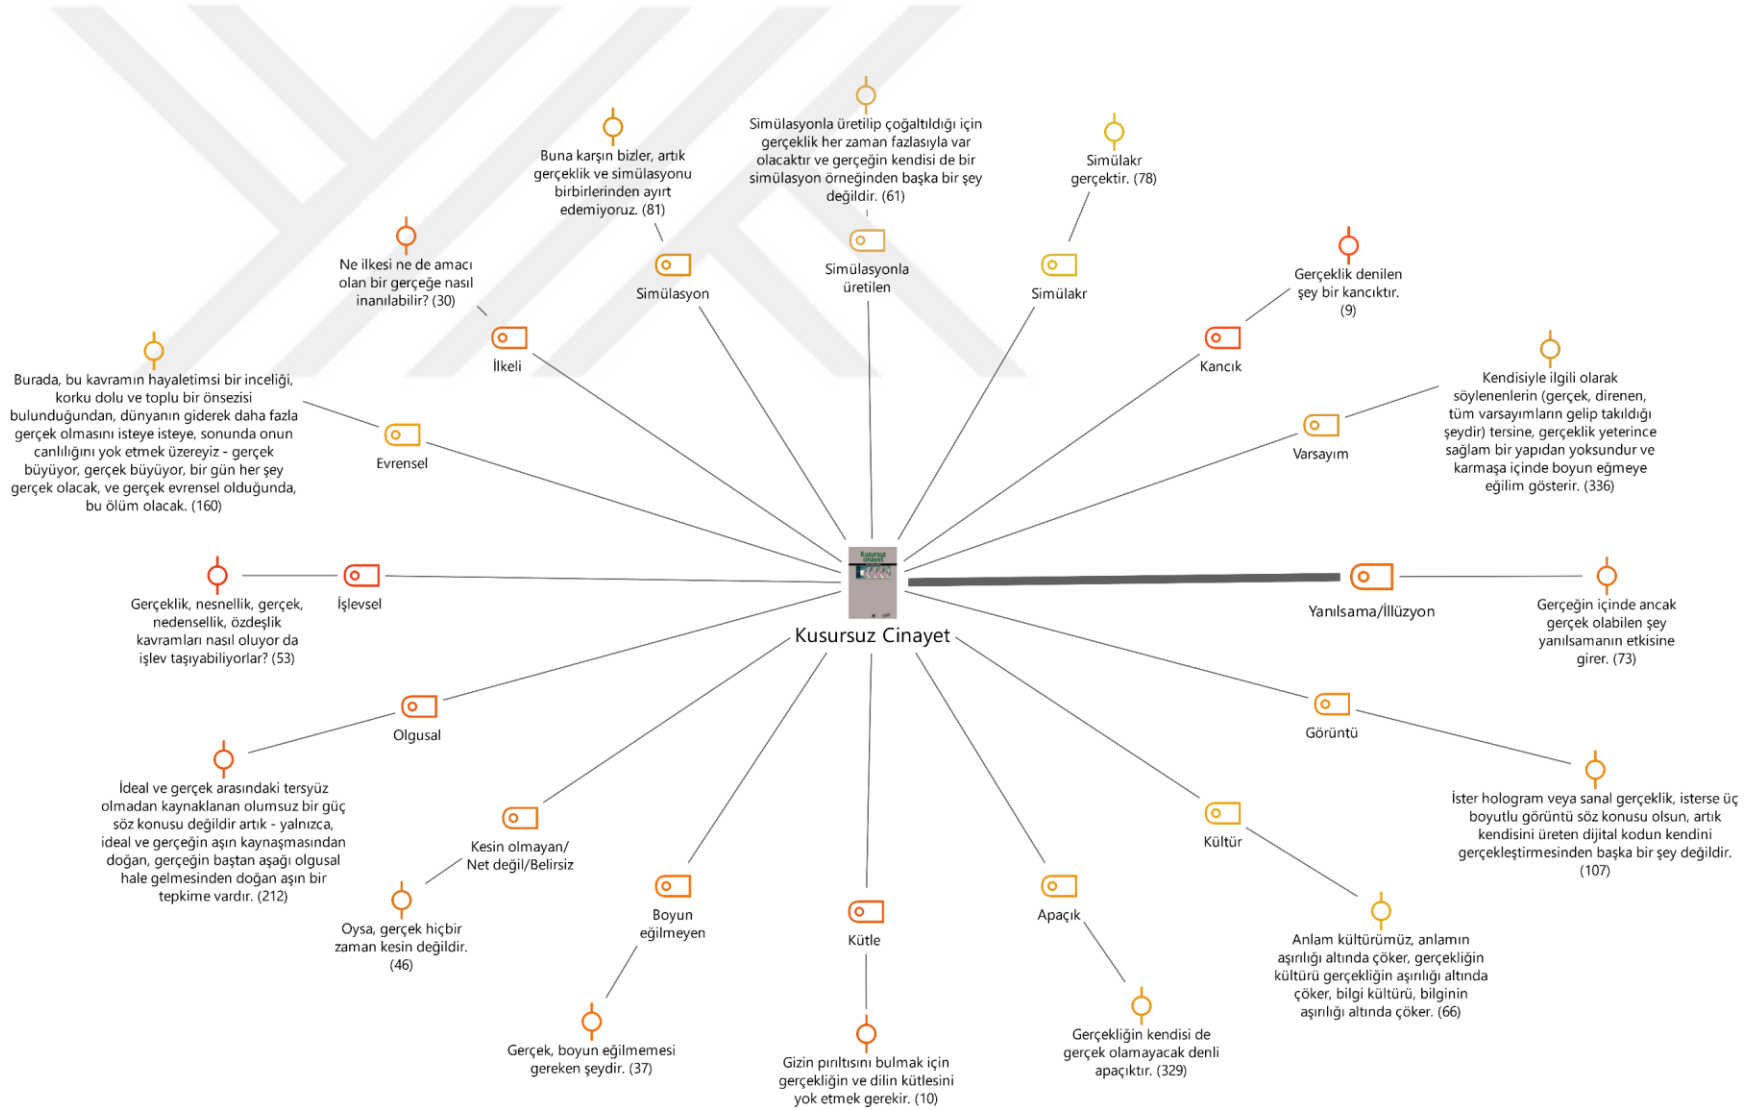 Simülasyonla üretilip çoğaltıldığı için
gerçeklik her zaman fazlasıyla var
olacaktır ve gerçeğin kendisi de bir
simülasyon örneğinden başka bir şey
değildir. (61)
Simülasyonla
üretilen
Buna karşın bizler, artık
gerçeklik ve simülasyonu
birbirlerinden ayırt
edemiyoruz. (81)
Simülasyon
Simülakr
gerçektir. (78)
Simülakr
Ne ilkesi ne de amacı
olan bir gerçeğe nasıl
inanılabilir? (30)
İlkeli
Gerçeklik denilen
şey bir kancıktır.
(9)
Kancık
Burada, bu kavramın hayaletimsi bir inceliği,
korku dolu ve toplu bir önsezisi
bulunduğundan, dünyanın giderek daha fazla
gerçek olmasını isteye isteye, sonunda onun
canlılığını yok etmek üzereyiz - gerçek
büyüyor, gerçek büyüyor, bir gün her şey
gerçek olacak, ve gerçek evrensel olduğunda,
bu ölüm olacak. (160)
Evrensel
Kendisiyle ilgili olarak
söylenenlerin (gerçek, direnen,
tüm varsayımların gelip takıldığı
şeydir) tersine, gerçeklik yeterince
sağlam bir yapıdan yoksundur ve
karmaşa içinde boyun eğmeye
eğilim gösterir. (336)
Varsayım
Gerçeklik, nesnellik, gerçek,
nedensellik, özdeşlik
kavramları nasıl oluyor da
işlev taşıyabiliyorlar? (53)
İşlevsel
Kusursuz
cinayet
Kusursuz Cinayet
Yanılsama/İllüzyon
Gerçeğin içinde ancak
gerçek olabilen şey
yanılsamanın etkisine
girer. (73)
Olgusal
İdeal ve gerçek arasındaki tersyüz
olmadan kaynaklanan olumsuz bir güç
söz konusu değildir artık - yalnızca,
ideal ve gerçeğin aşın kaynaşmasından
doğan, gerçeğin baştan aşağı olgusal
hale gelmesinden doğan aşın bir
tepkime vardır. (212)
Görüntü
İster hologram veya sanal gerçeklik, isterse üç
boyutlu görüntü söz konusu olsun, artık
kendisini üreten dijital kodun kendini
gerçekleştirmesinden başka bir şey değildir.
(107)
Kesin olmayan/
Net değil/Belirsiz
Oysa, gerçek hiçbir
zaman kesin değildir.
(46)
Kültür
Anlam kültürümüz, anlamın
aşırılığı altında çöker, gerçekliğin
kültürü gerçekliğin aşırılığı altında
çöker, bilgi kültürü, bilginin
aşırılığı altında çöker. (66)
Boyun
eğilmeyen
Gerçek, boyun eğilmemesi
gereken şeydir. (37)
Kütle
Gizin pırıltısını bulmak için
gerçekliğin ve dilin kütlesini
yok etmek gerekir. (10)
Apaçık
Gerçekliğin kendisi de
gerçek olamayacak denli
apaçıktır. (329)